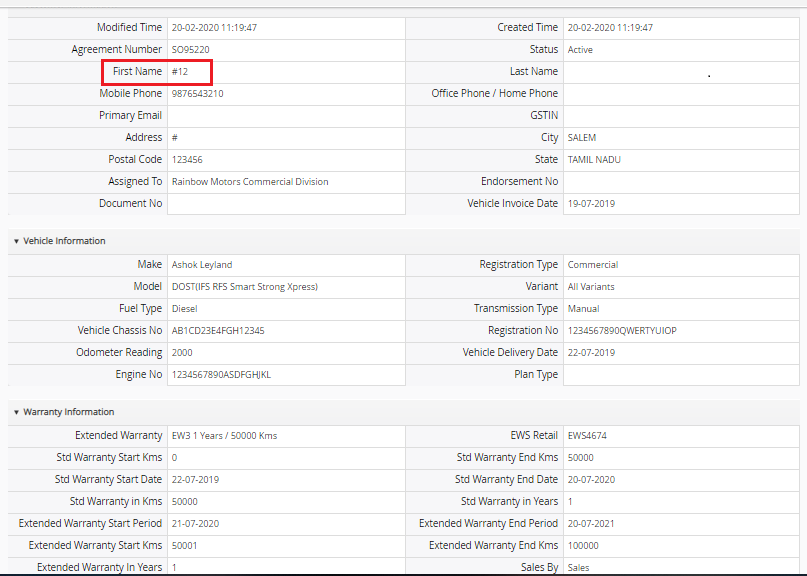 Modified Time 20-02-2020 11:19:47 Created Time 20-02-2020 11:19:47
Agreement Number SO95220 Status Active
First Name #12 Last Name .
Mobile Phone 9876543210 Office Phone / Home Phone
Primary Email GSTIN
Address # City SALEM
Postal Code 123456 State TAMIL NADU
Assigned To Rainbow Motors Commercial Division Endorsement No
Document No Vehicle Invoice Date 19-07-2019
▾ Vehicle Information
Make Ashok Leyland Registration Type Commercial
Model DOST(IFS RFS Smart Strong Xpress) Variant All Variants
Fuel Type Diesel Transmission Type Manual
Vehicle Chassis No AB1CD23E4FGH12345 Registration No 1234567890QWERTYUIOP
Odometer Reading 2000 Vehicle Delivery Date 22-07-2019
Engine No 1234567890ASDFGHJKL Plan Type
▾ Warranty Information
Extended Warranty EW3 1 Years / 50000 Kms EWS Retail EWS4674
Std Warranty Start Kms 0 Std Warranty End Kms 50000
Std Warranty Start Date 22-07-2019 Std Warranty End Date 20-07-2020
Std Warranty in Kms 50000 Std Warranty in Years 1
Extended Warranty Start Period 21-07-2020 Extended Warranty End Period 20-07-2021
Extended Warranty Start Kms 50001 Extended Warranty End Kms 100000
Extended Warranty In Years 1 Sales By Sales